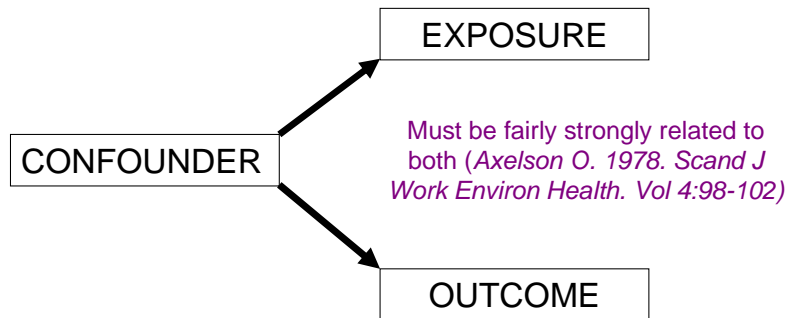 EXPOSURE
CONFOUNDER
Must be fairly strongly related to
both (Axelson O. 1978. Scand J
Work Environ Health. Vol 4:98-102)
OUTCOME